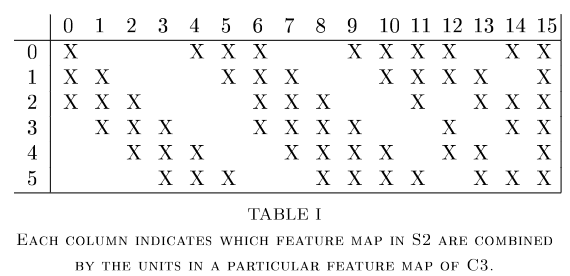 0 1 2 3 4 5 6 7 8 9 10 11 12 13 14 15
0 X X X X X X X X X X
1 X X X X X X X X X X
2 X X X X X X X X X X
3 X X X X X X X X X X
4 X X X X X X X X X X
5 X X X X X X X X X X
TABLE I
Each column indicates which feature map in S2 are combined
by the units in a particular feature map of C3.